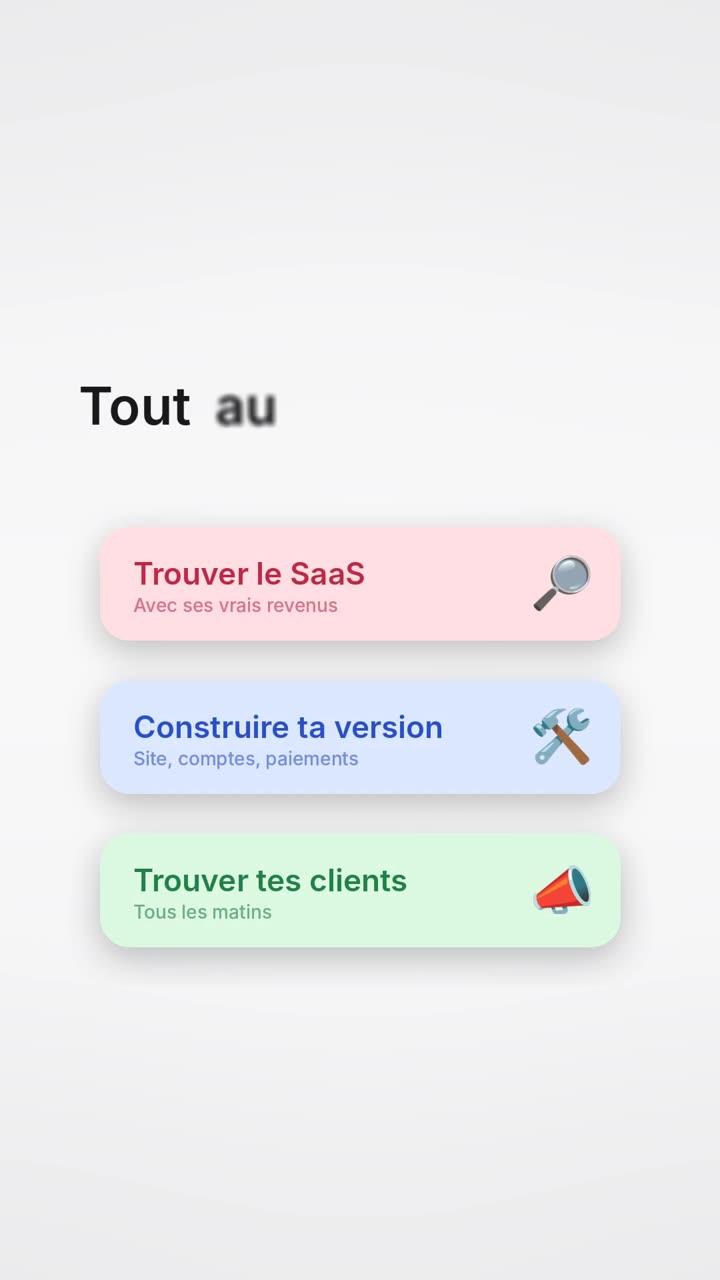 Tout au
Trouver le SaaS
Avec ses vrais revenus
Construire ta version
Site, comptes, paiements
Trouver tes clients
Tous les matins